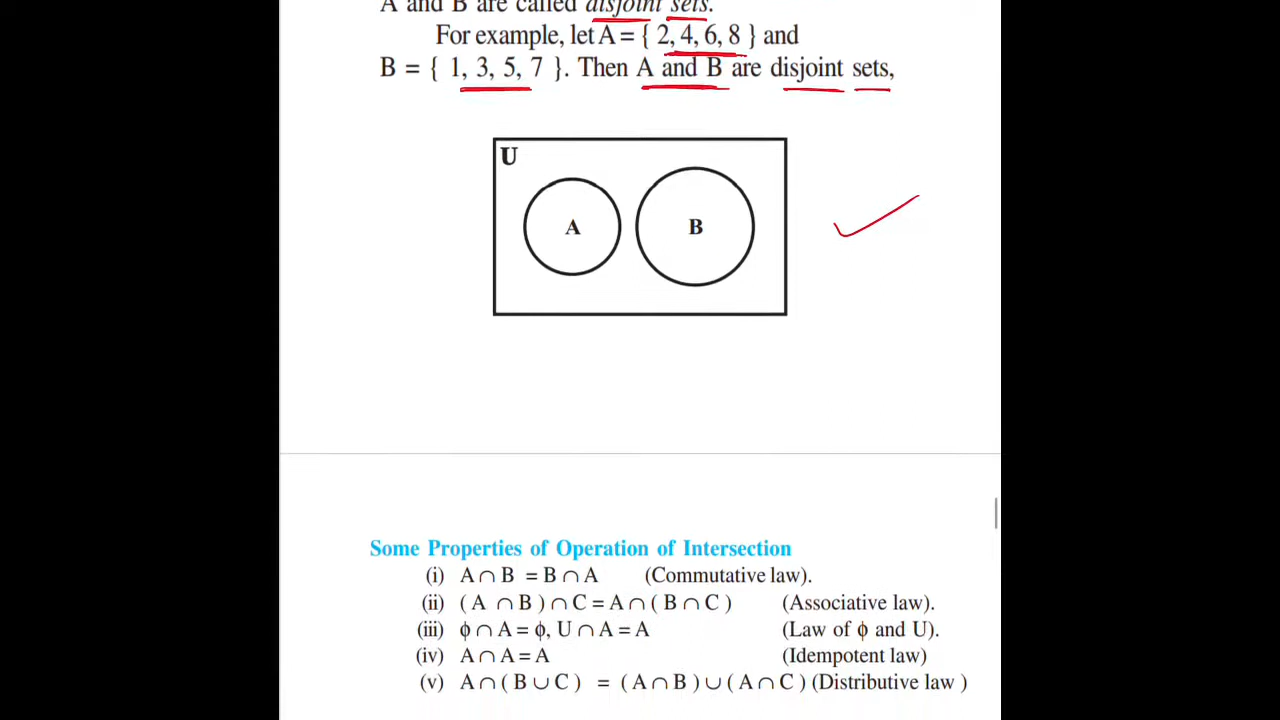 A and B are called disjoint sets.
For example, let A = { 2, 4, 6, 8 } and
B = { 1, 3, 5, 7 }. Then A and B are disjoint sets,
U
A
B
Some Properties of Operation of Intersection
(i) A ∩ B = B ∩ A (Commutative law).
(ii) ( A ∩ B ) ∩ C = A ∩ ( B ∩ C ) (Associative law).
(iii) ϕ ∩ A = ϕ, U ∩ A = A (Law of ϕ and U).
(iv) A ∩ A = A (Idempotent law)
(v) A ∩ ( B ∪ C ) = ( A ∩ B ) ∪ ( A ∩ C ) (Distributive law )